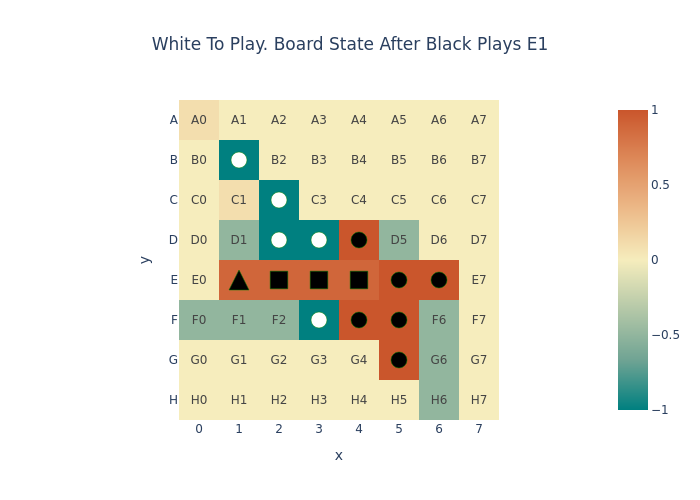 White To Play. Board State After Black Plays E1
A A0 A1 A2 A3 A4 A5 A6 A7
B B0 B2 B3 B4 B5 B6 B7
C C0 C1 C3 C4 C5 C6 C7
D D0 D1 D5 D6 D7
E E0 E7
F F0 F1 F2 F6 F7
G G0 G1 G2 G3 G4 G6 G7
H H0 H1 H2 H3 H4 H5 H6 H7
0 1 2 3 4 5 6 7
x
y
1
0.5
0
−0.5
−1